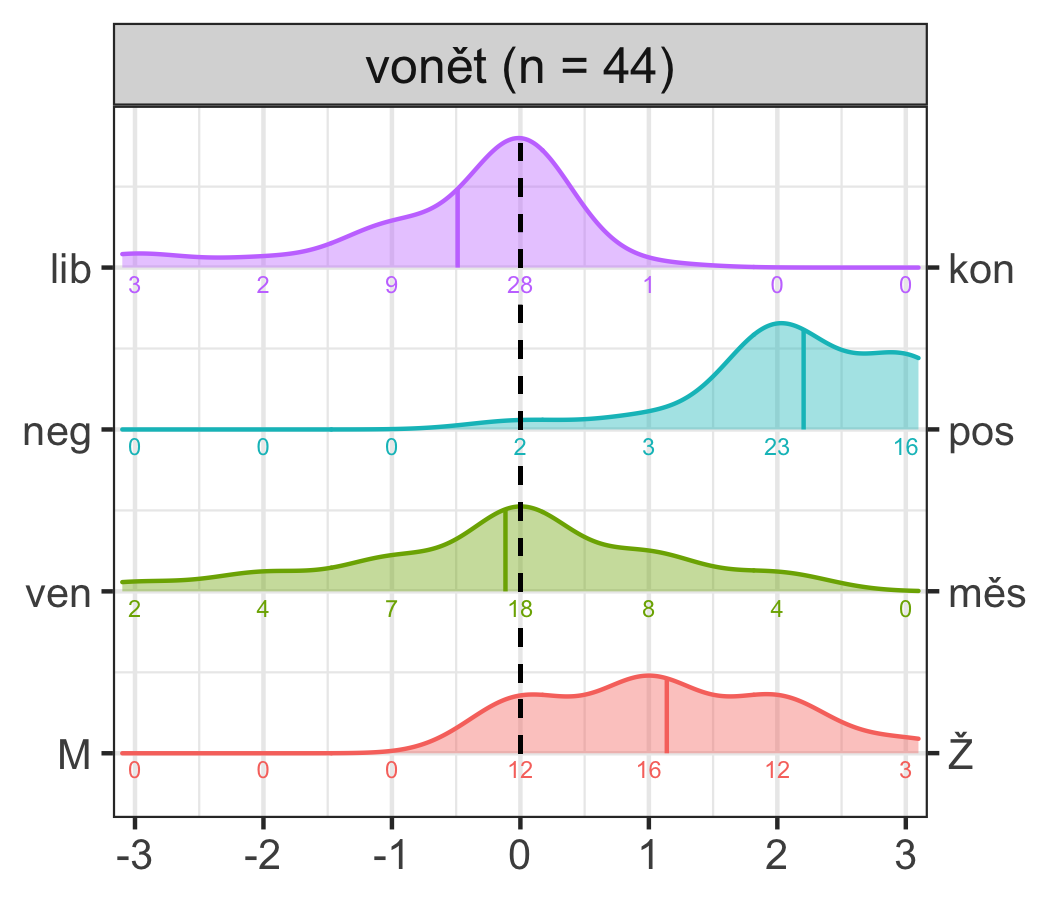 vonět (n = 44)
lib kon
3 2 9 28 1 0 0
neg pos
0 0 0 2 3 23 16
ven měs
2 4 7 18 8 4 0
M Ž
0 0 0 12 16 12 3
-3 -2 -1 0 1 2 3